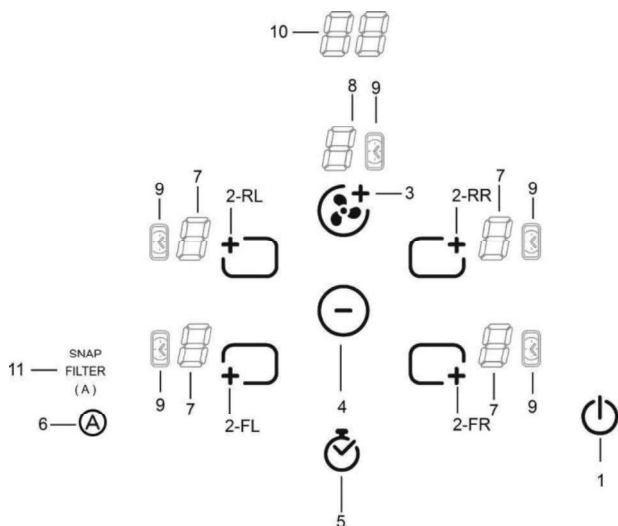 10
8 9
3
9 7 2-RL 2-RR 7 9
SNAP
11 FILTER
(A)
6 A
9 7 2-FL 4 2-FR 7 9
5
1